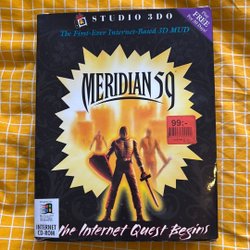 STUDIO 3DO
The First-Ever Internet-Based 3D MUD
FREE
MERIDIAN 59
99:-
The Internet Quest Begins
INTERNET
CD-ROM